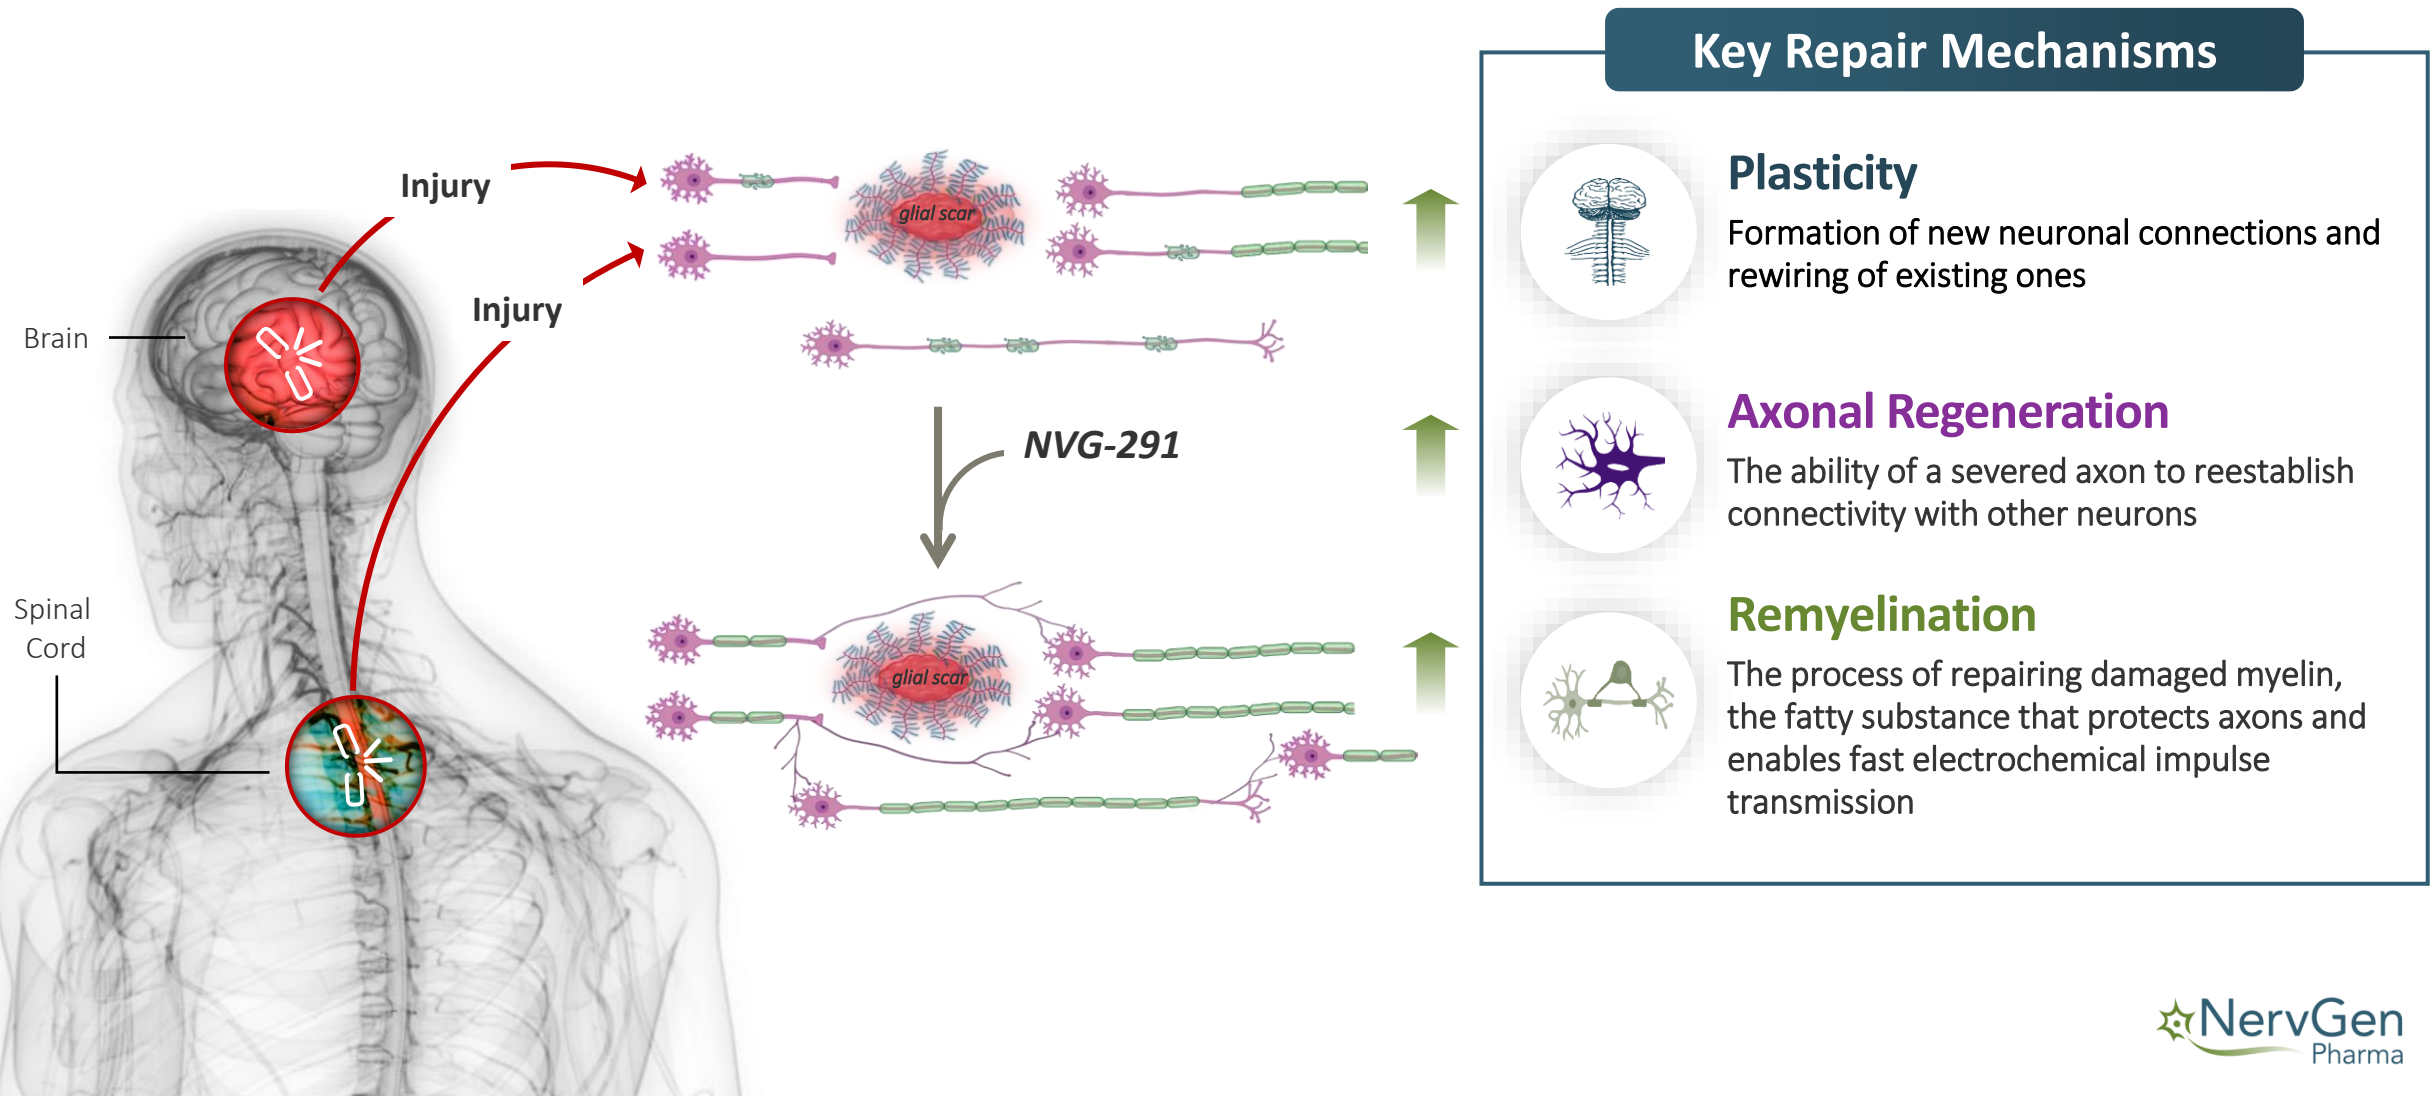 Key Repair Mechanisms
Injury
Injury
Brain
Spinal
Cord
glial scar
NVG-291
glial scar
Plasticity
Formation of new neuronal connections and
rewiring of existing ones
Axonal Regeneration
The ability of a severed axon to reestablish
connectivity with other neurons
Remyelination
The process of repairing damaged myelin,
the fatty substance that protects axons and
enables fast electrochemical impulse
transmission
NervGen
Pharma